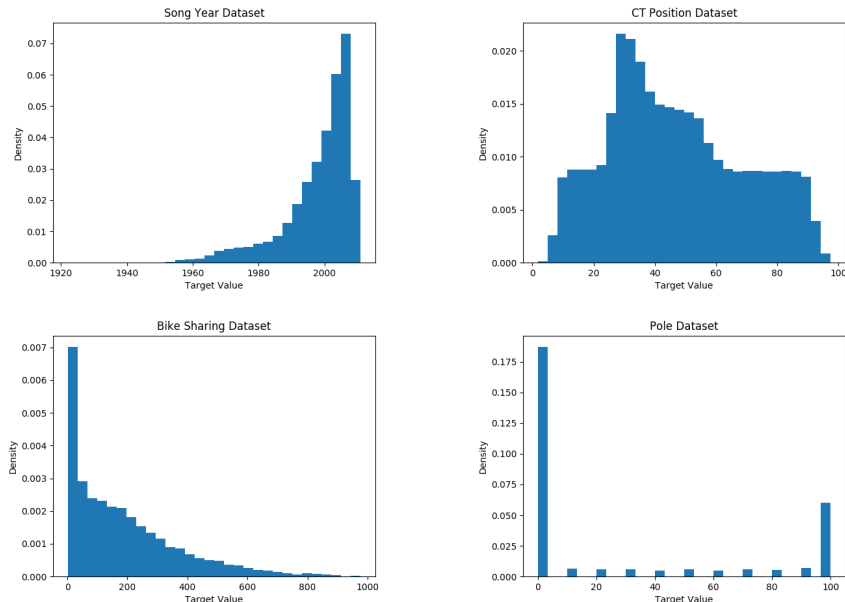 Song Year Dataset
0.07
0.06
0.05
0.04
0.03
0.02
0.01
0.00
Density
1920 1940 1960 1980 2000
Target Value
CT Position Dataset
0.020
0.015
0.010
0.005
0.000
Density
0 20 40 60 80 100
Target Value
Bike Sharing Dataset
0.007
0.006
0.005
0.004
0.003
0.002
0.001
0.000
Density
0 200 400 600 800 1000
Target Value
Pole Dataset
0.175
0.150
0.125
0.100
0.075
0.050
0.025
0.000
Density
0 20 40 60 80 100
Target Value